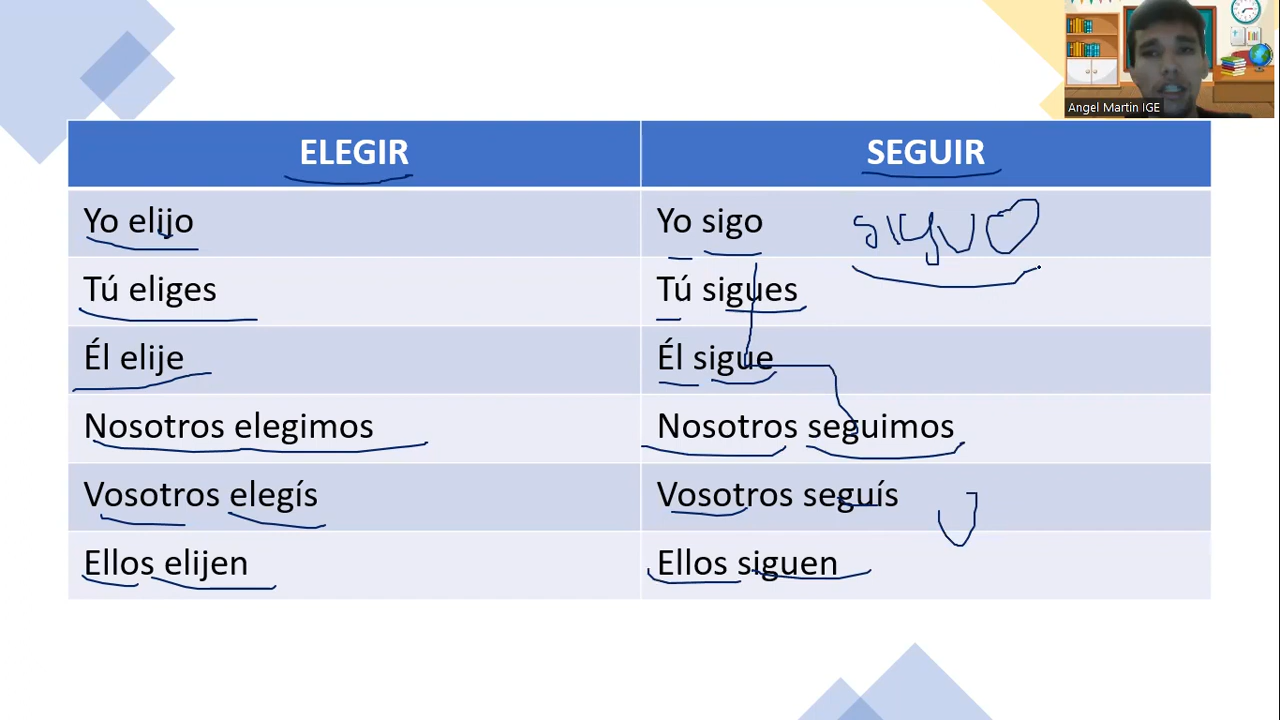 Angel Martin IGE
ELEGIR SEGUIR
Yo elijo Yo sigo siguo
Tú eliges Tú sigues
Él elije Él sigue
Nosotros elegimos Nosotros seguimos
Vosotros elegís Vosotros seguís U
Ellos elijen Ellos siguen